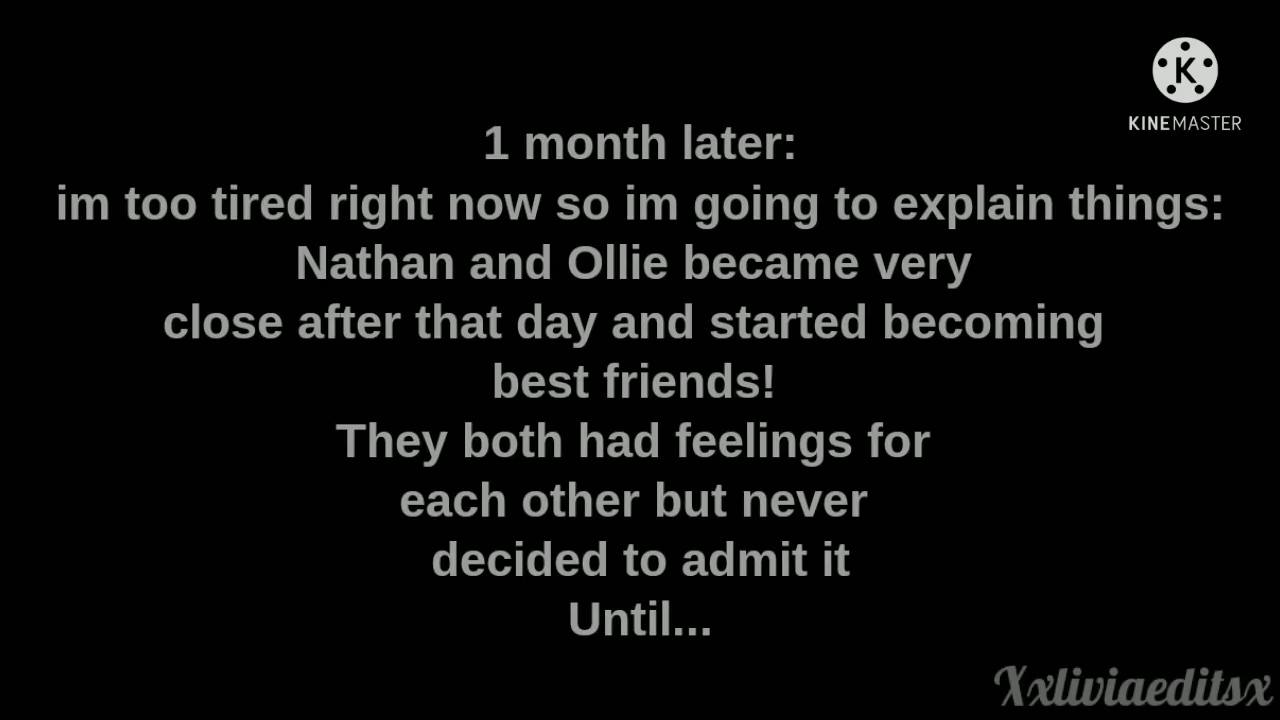 K
KINEMASTER
1 month later:
im too tired right now so im going to explain things:
Nathan and Ollie became very
close after that day and started becoming
best friends!
They both had feelings for
each other but never
decided to admit it
Until...
Xxliviaeditsx